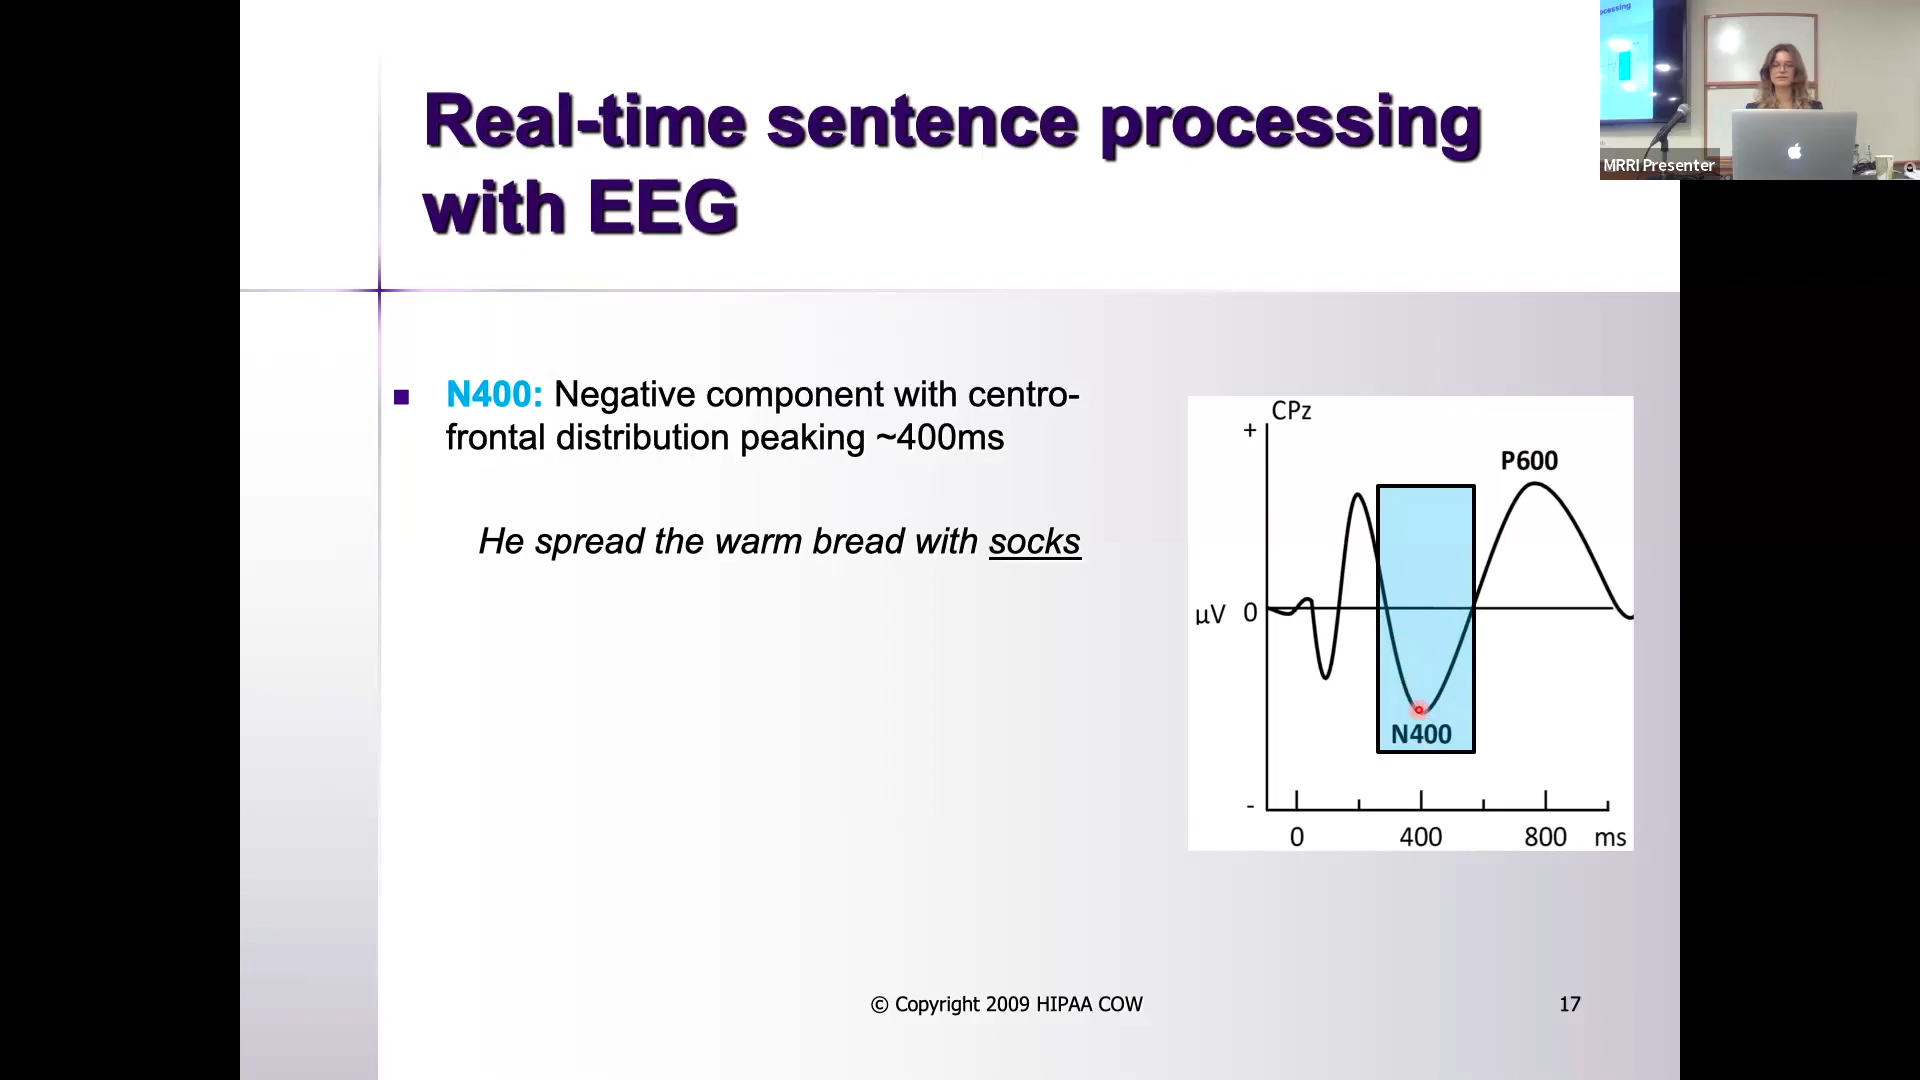 Real-time sentence processing
with EEG
N400: Negative component with centro-
frontal distribution peaking ~400ms
He spread the warm bread with socks
CPz
+
P600
µV 0
N400
-
0 400 800 ms
© Copyright 2009 HIPAA COW
17
ocessing
MRRI Presenter